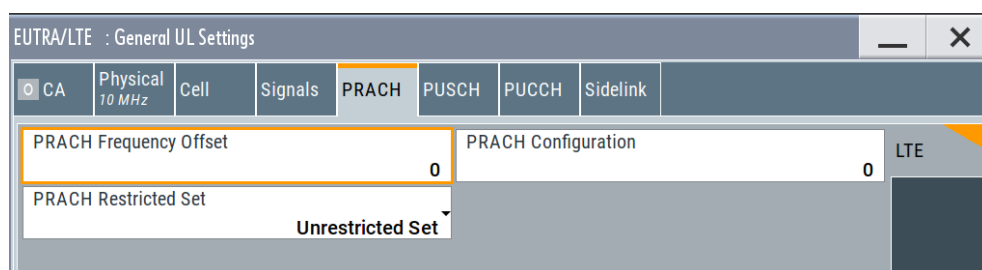 EUTRA/LTE : General UL Settings
O CA
Physical
10 MHz
Cell
Signals
PRACH
PUSCH
PUCCH
Sidelink
PRACH Frequency Offset
0
PRACH Configuration
0
LTE
PRACH Restricted Set
Unrestricted Set